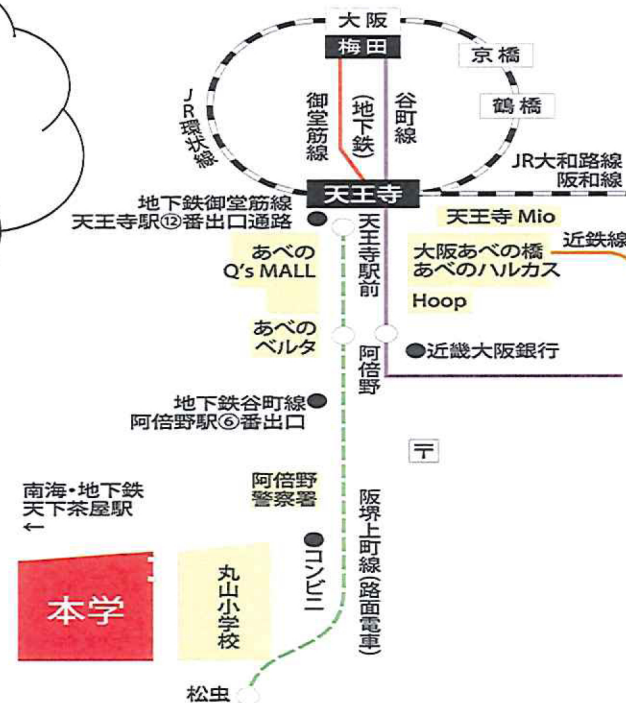 大阪
梅田
京橋
鶴橋
JR環状線
御堂筋線
(地下鉄)
谷町線
JR大和路線
阪和線
天王寺
地下鉄御堂筋線
天王寺駅⑫番出口通路
天王寺駅前
天王寺 Mio
あべの
Q's MALL
大阪あべの橋
あべのハルカス
近鉄線
Hoop
あべの
ベルタ
阿倍野
近畿大阪銀行
地下鉄谷町線
阿倍野駅⑥番出口
〒
阿倍野
警察署
南海・地下鉄
天下茶屋駅
←
阪堺上町線(路面電車)
コンビニ
本学
丸山小学校
松虫